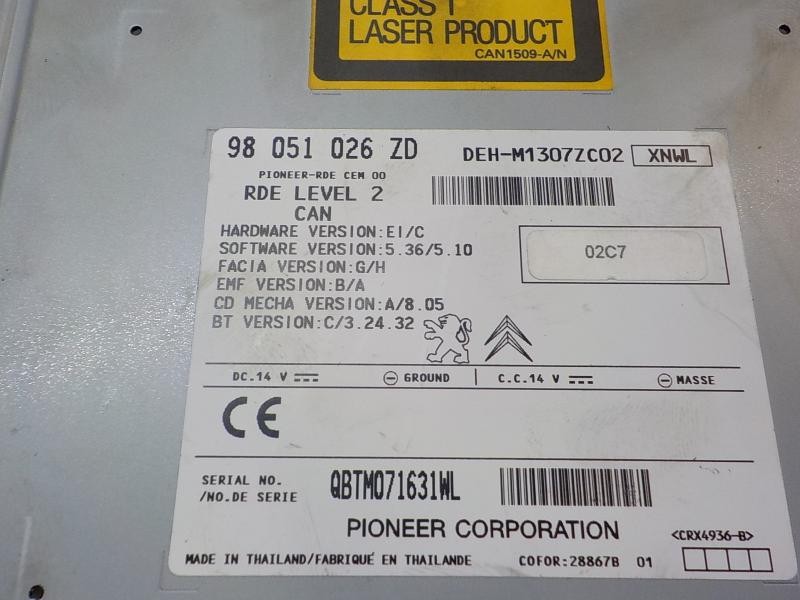 CLASS 1
LASER PRODUCT
CAN1509-A/N
98 051 026 ZD DEH-M1307ZC02 XNWL
PIONEER-RDE CEM 00
RDE LEVEL 2
CAN
HARDWARE VERSION:EI/C
SOFTWARE VERSION:5.36/5.10
02C7
FACIA VERSION:G/H
EMF VERSION:B/A
CD MECHA VERSION:A/8.05
BT VERSION:C/3.24.32
DC.14 V GROUND C.C.14 V MASSE
CE
SERIAL NO.
/NO.DE SERIE QBTM071631WL
PIONEER CORPORATION <CRX4936-B>
MADE IN THAILAND/FABRIQUÉ EN THAILANDE COFOR:28867B 01